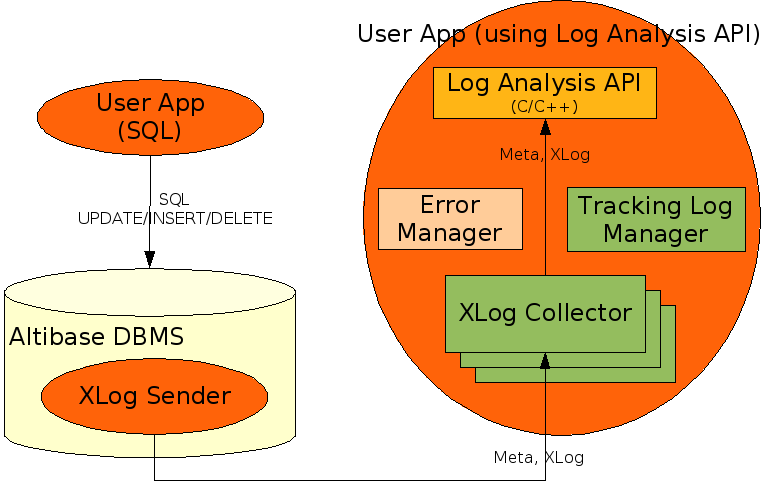 User App (using Log Analysis API)
Log Analysis API
(C/C++)
User App
(SQL)
Meta, XLog
SQL
UPDATE/INSERT/DELETE
Error
Manager
Tracking Log
Manager
XLog Collector
Altibase DBMS
XLog Sender
Meta, XLog